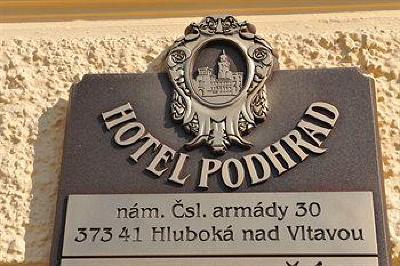 HOTEL PODHRAD
nám. Čsl. armády 30
373 41 Hluboká nad Vltavou